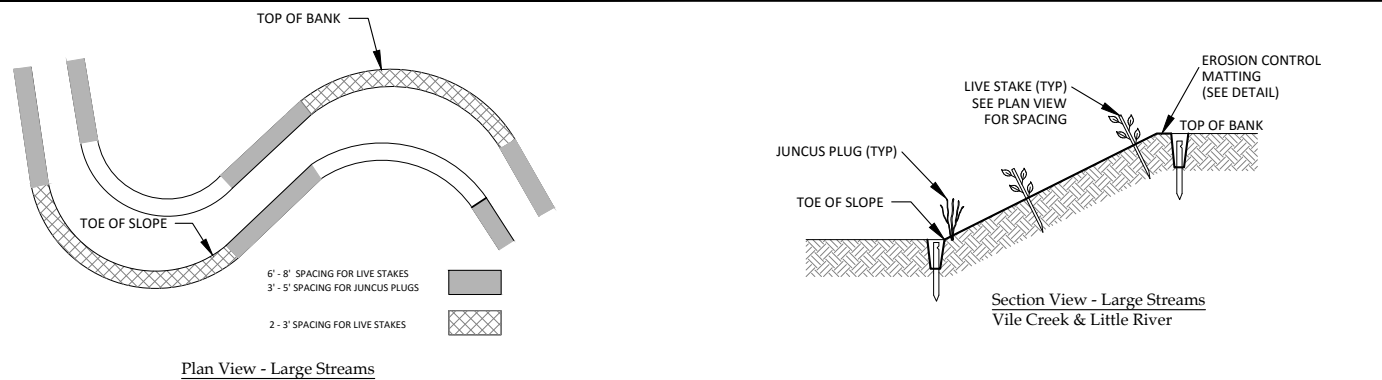 TOP OF BANK
TOE OF SLOPE
6' - 8' SPACING FOR LIVE STAKES
3' - 5' SPACING FOR JUNCUS PLUGS
2 - 3' SPACING FOR LIVE STAKES
Plan View - Large Streams
EROSION CONTROL
MATTING
(SEE DETAIL)
LIVE STAKE (TYP)
SEE PLAN VIEW
FOR SPACING
TOP OF BANK
JUNCUS PLUG (TYP)
TOE OF SLOPE
Section View - Large Streams
Vile Creek & Little River